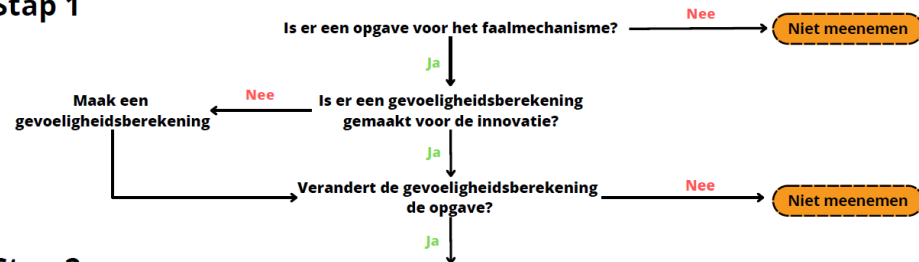 Stap 1
Is er een opgave voor het faalmechanisme?
Nee
Niet meenemen
Ja
Maak een
gevoeligheidsberekening
Nee
Is er een gevoeligheidsberekening
gemaakt voor de innovatie?
Ja
Verandert de gevoeligheidsberekening
de opgave?
Nee
Niet meenemen
Ja